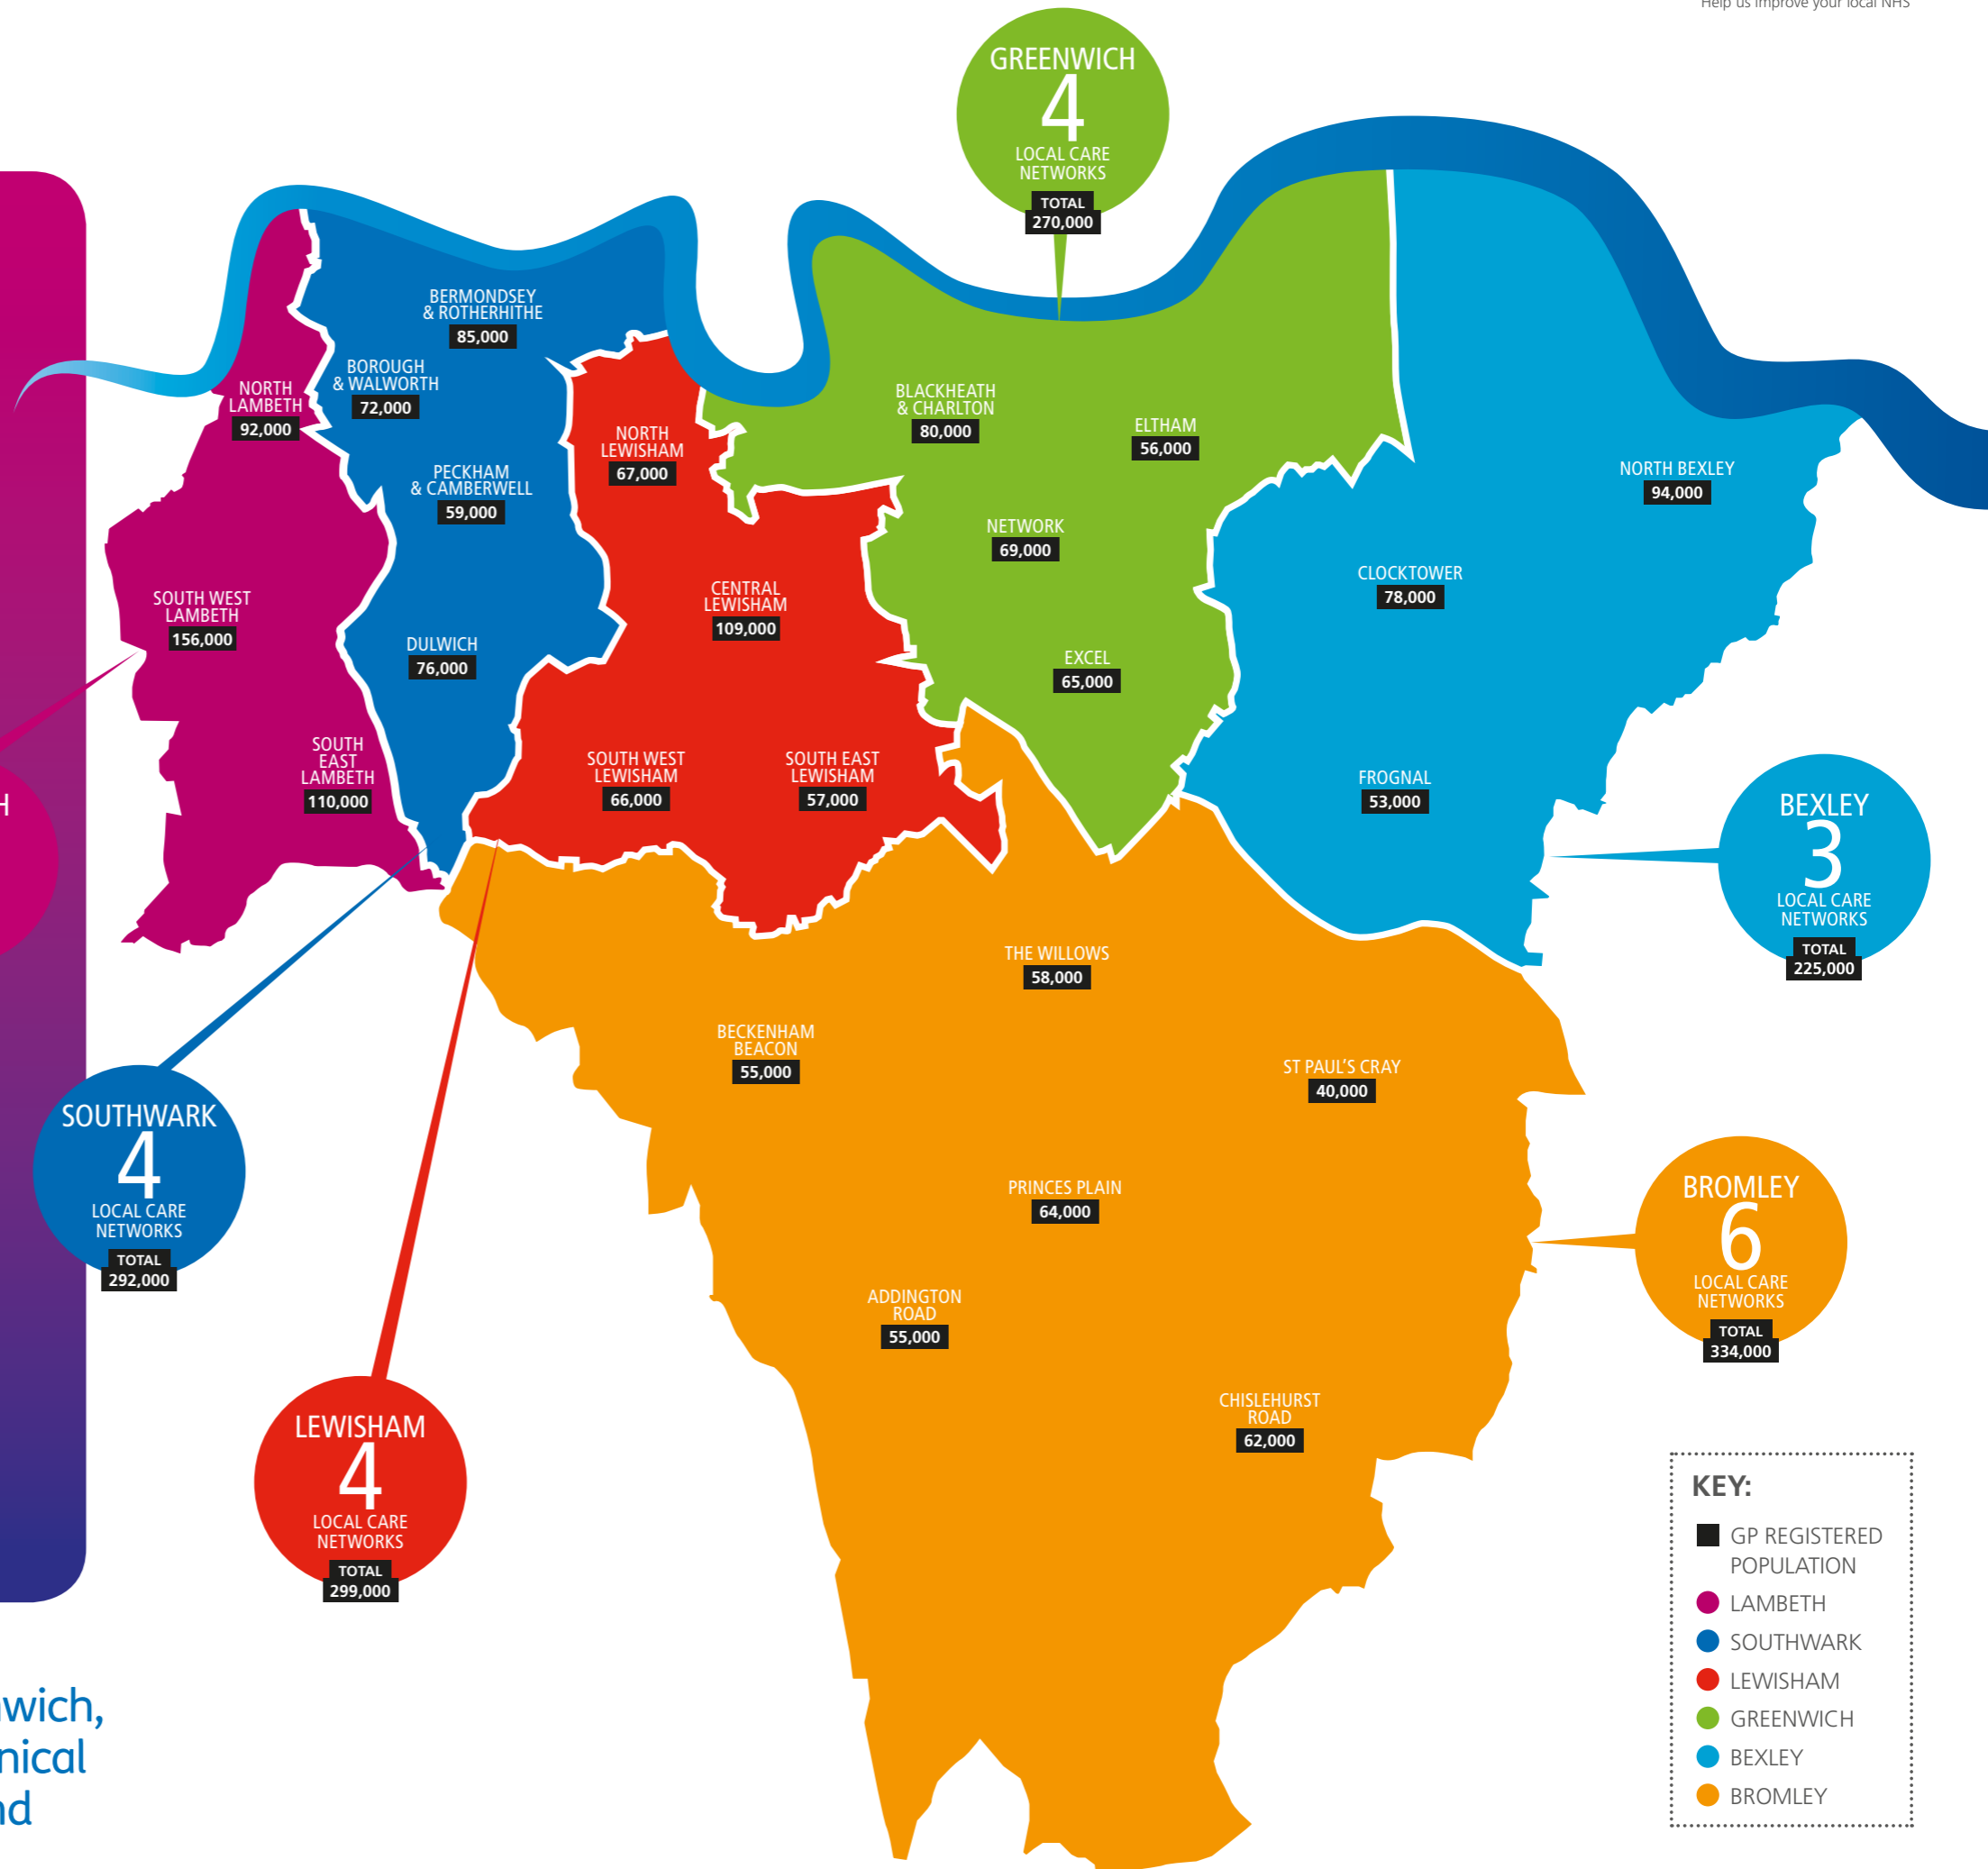 Help us improve your local NHS
GREENWICH
4
LOCAL CARE
NETWORKS
TOTAL
270,000
BERMONDSEY
& ROTHERHITHE
85,000
BOROUGH
& WALWORTH
72,000
NORTH
LAMBETH
92,000
PECKHAM
& CAMBERWELL
59,000
NORTH
LEWISHAM
67,000
BLACKHEATH
& CHARLTON
80,000
ELTHAM
56,000
NORTH BEXLEY
94,000
NETWORK
69,000
CLOCKTOWER
78,000
SOUTH WEST
LAMBETH
156,000
CENTRAL
LEWISHAM
109,000
DULWICH
76,000
EXCEL
65,000
SOUTH
EAST
LAMBETH
110,000
SOUTH WEST
LEWISHAM
66,000
SOUTH EAST
LEWISHAM
57,000
FROGNAL
53,000
H
BEXLEY
3
LOCAL CARE
NETWORKS
TOTAL
225,000
THE WILLOWS
58,000
BECKENHAM
BEACON
55,000
ST PAUL'S CRAY
40,000
SOUTHWARK
4
LOCAL CARE
NETWORKS
TOTAL
292,000
PRINCES PLAIN
64,000
BROMLEY
6
LOCAL CARE
NETWORKS
TOTAL
334,000
ADDINGTON
ROAD
55,000
CHISLEHURST
ROAD
62,000
LEWISHAM
4
LOCAL CARE
NETWORKS
TOTAL
299,000
KEY:
GP REGISTERED
POPULATION
LAMBETH
SOUTHWARK
LEWISHAM
GREENWICH
BEXLEY
BROMLEY
wich,
nical
nd